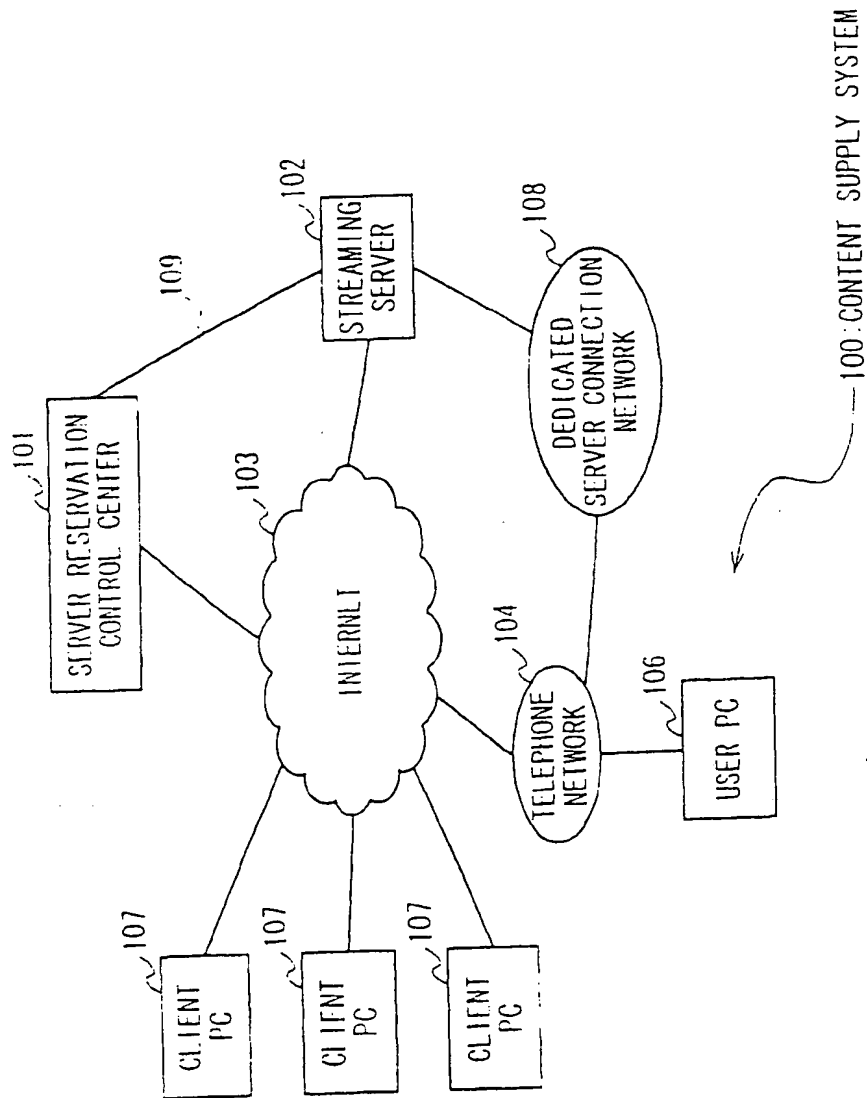 101
SERVER RESERVATION
CONTROL CENTER
109
102
STREAMING
SERVER
103
INTERNLT
107
CLIENT
PC
107
CLIENT
PC
107
CLIENT
PC
104
TELEPHONE
NETWORK
108
DEDICATED
SERVER CONNECTION
NETWORK
106
USER PC
100:CONTENT SUPPLY SYSTEM